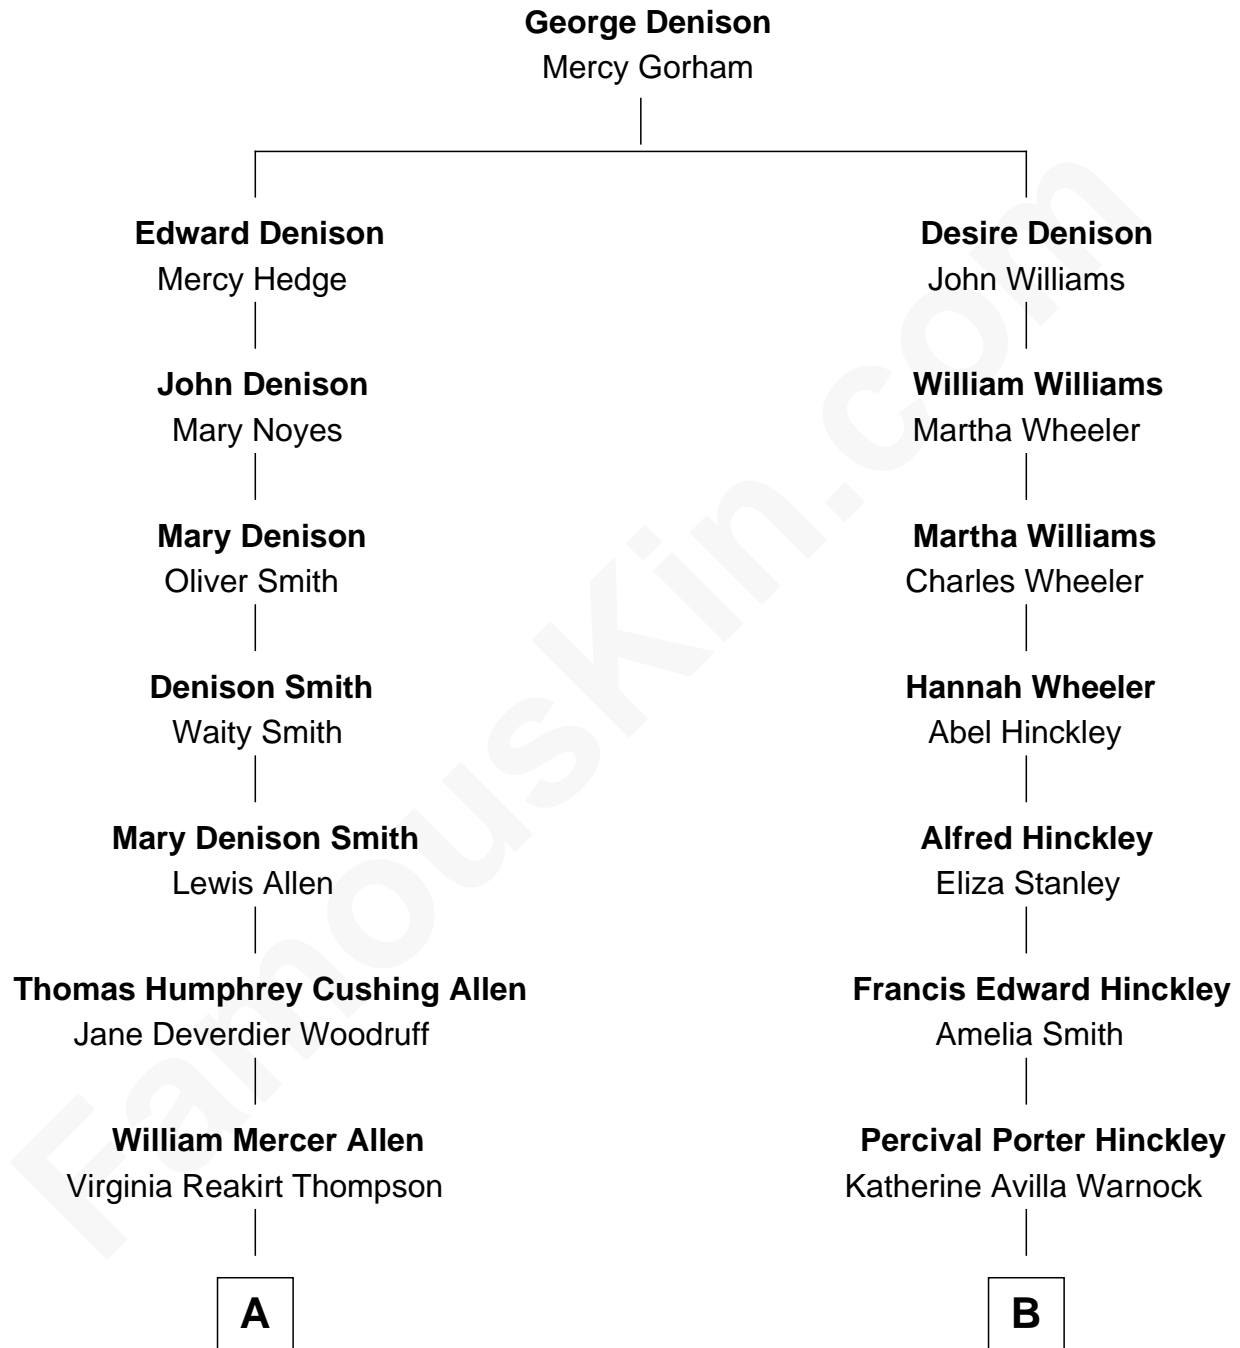 George Denison
Mercy Gorham
Edward Denison
Mercy Hedge
John Denison
Mary Noyes
Mary Denison
Oliver Smith
Denison Smith
Waity Smith
Mary Denison Smith
Lewis Allen
Thomas Humphrey Cushing Allen
Jane Deverdier Woodruff
William Mercer Allen
Virginia Reakirt Thompson
A
Desire Denison
John Williams
William Williams
Martha Wheeler
Martha Williams
Charles Wheeler
Hannah Wheeler
Abel Hinckley
Alfred Hinckley
Eliza Stanley
Francis Edward Hinckley
Amelia Smith
Percival Porter Hinckley
Katherine Avilla Warnock
B
FamousKin.com